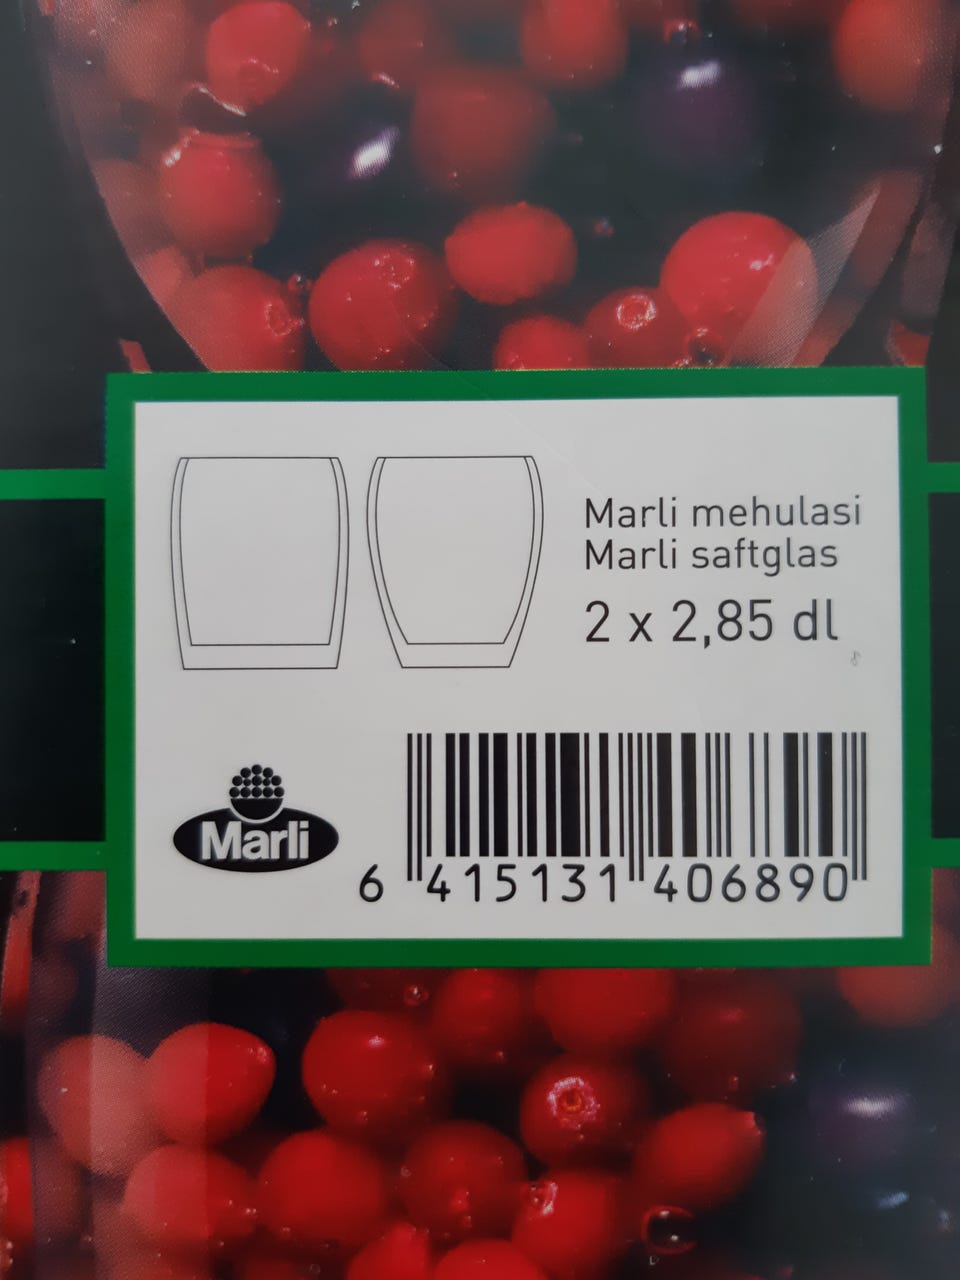 Marli mehulasi
Marli saftglas
2 x 2,85 dl
Marli
6 415131 406890